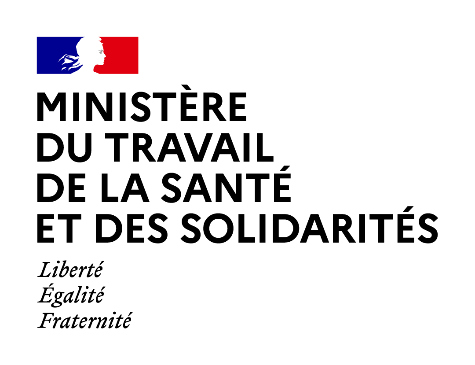 MINISTÈRE
DU TRAVAIL
DE LA SANTÉ
ET DES SOLIDARITÉS
Liberté
Égalité
Fraternité